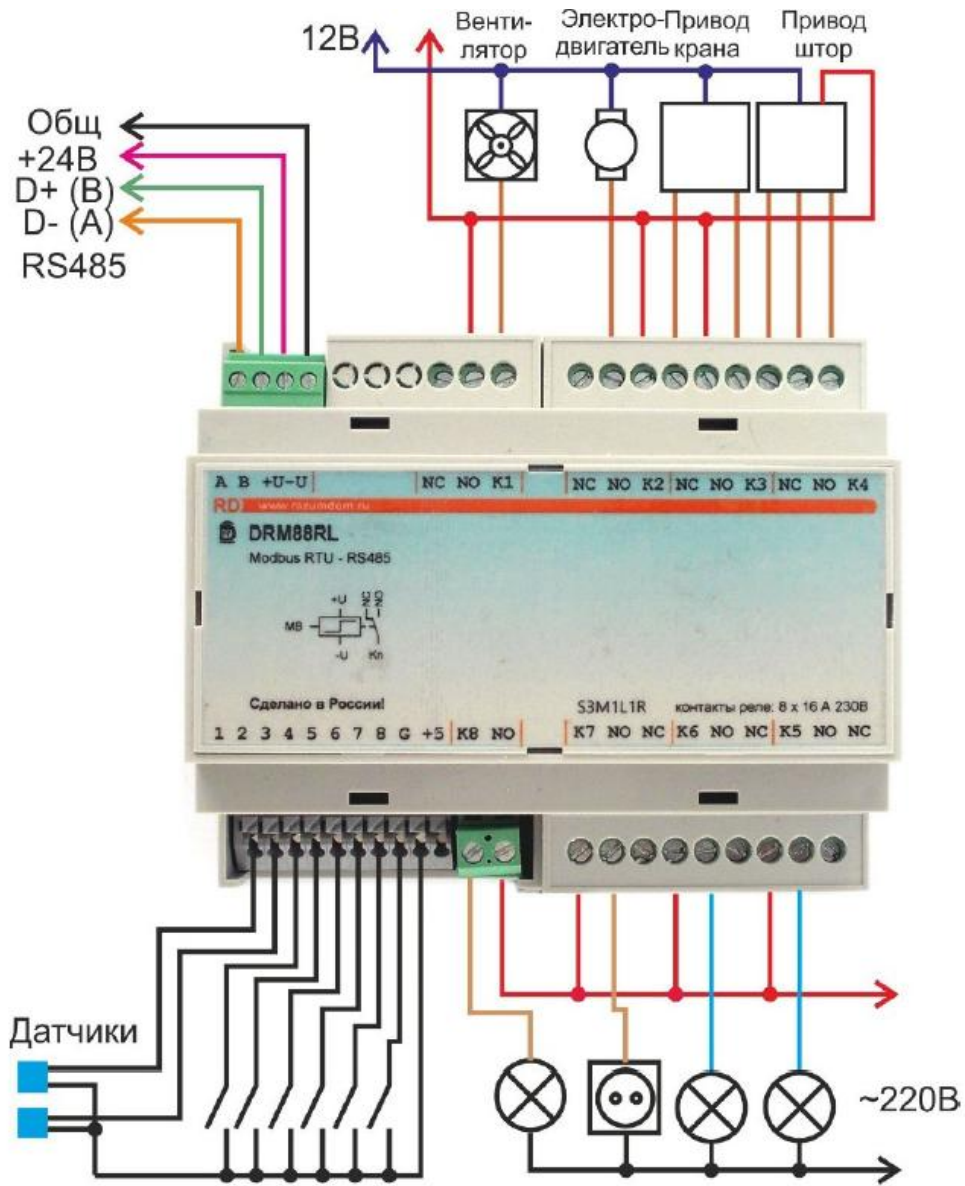 12В
Венти-
лятор
Электро-
двигатель
Привод
крана
Привод
штор
Общ
+24В
D+ (B)
D- (A)
RS485
A B +U-U NC NO K1 NC NO K2 NC NO K3 NC NO K4
RD www.razumdom.ru
DRM88RL
Modbus RTU - RS485
+U NC NO
MB
-U Kn
Сделано в России!
S3M1L1R контакты реле: 8 x 16 A 230В
1 2 3 4 5 6 7 8 G +5 K8 NO K7 NO NC K6 NO NC K5 NO NC
Датчики
~220В